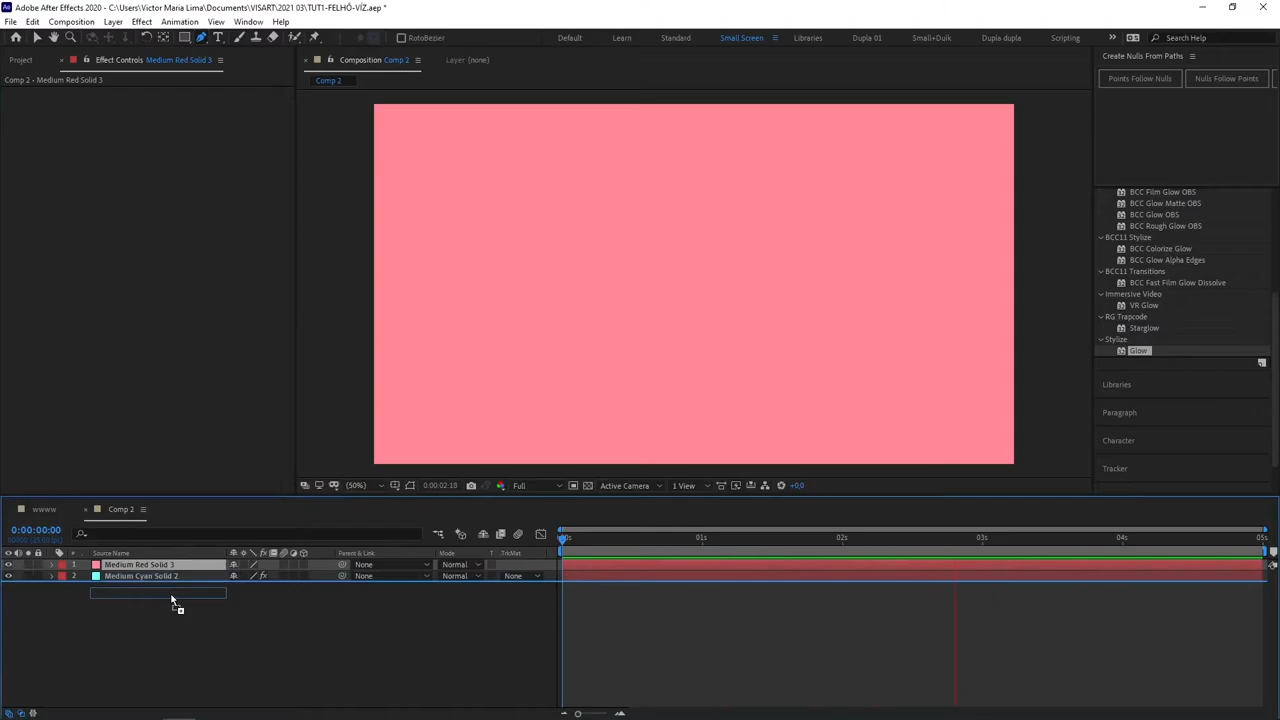 Adobe After Effects 2020 - C:\Users\Victor Maria Lima\Documents\VISART\2021 03\TUT1-FELHŐ-VÍZ.aep *
File Edit Composition Layer Effect Animation View Window Help
RotoBezier
Default Learn Standard Small Screen Libraries Dupla 01 Small+Duik Dupla dupla Scripting
Search Help
Project
Effect Controls Medium Red Solid 3
Composition Comp 2
Layer (none)
Create Nulls From Paths
Comp 2 • Medium Red Solid 3
Comp 2
Points Follow Nulls
Nulls Follow Points
BCC Film Glow OBS
BCC Glow Matte OBS
BCC Glow OBS
BCC Rough Glow OBS
BCC11 Stylize
BCC Colorize Glow
BCC Glow Alpha Edges
BCC11 Transitions
BCC Fast Film Glow Dissolve
Immersive Video
VR Glow
RG Trapcode
Starglow
Stylize
Glow
Libraries
Paragraph
Character
Tracker
(50%) 0:00:02:18 Full Active Camera 1 View +0,0
wwww
Comp 2
0:00:00:00
00000 (25.00 fps)
:00s 01s 02s 03s 04s 05s
# Source Name Parent & Link Mode T TrkMat
1 Medium Red Solid 3 None Normal
2 Medium Cyan Solid 2 None Normal None